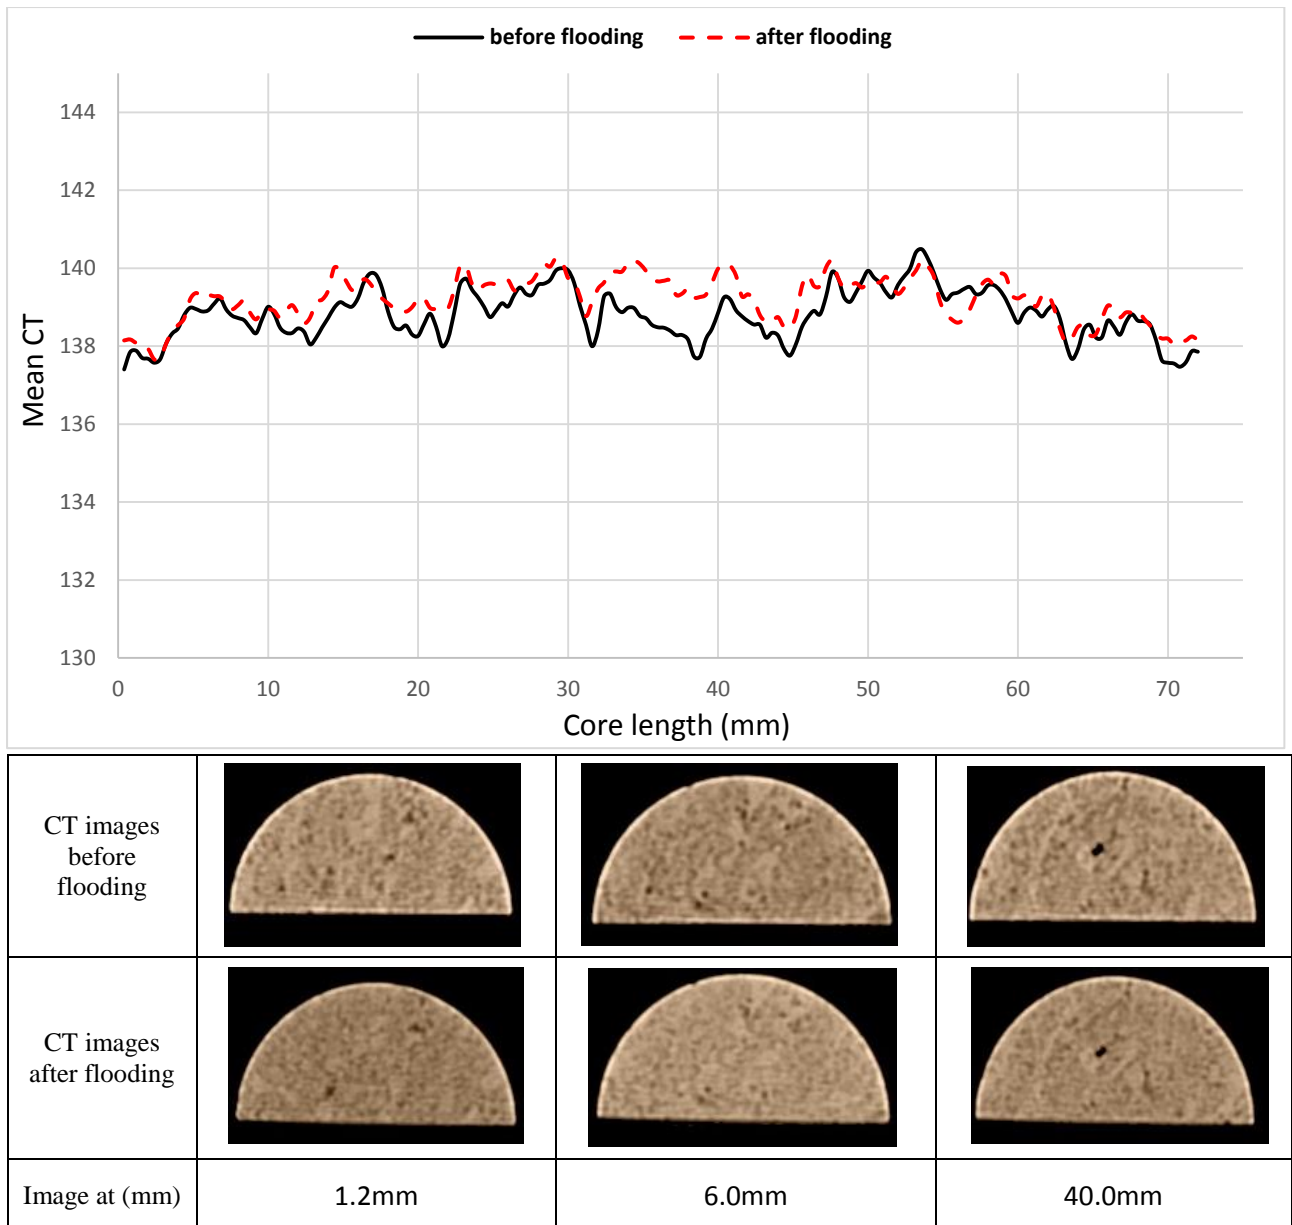 before flooding after flooding
144
142
140
138
136
134
132
130
Mean CT
0 10 20 30 40 50 60 70
Core length (mm)
CT images
before
flooding
CT images
after flooding
Image at (mm) 1.2mm 6.0mm 40.0mm